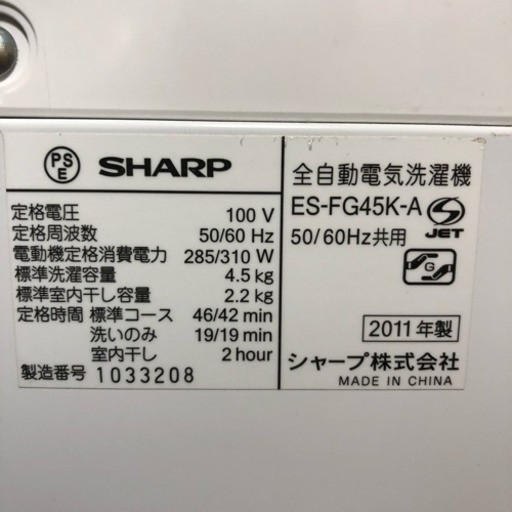 PS
E
SHARP
定格電圧 100 V
定格周波数 50/60 Hz
電動機定格消費電力 285/310 W
標準洗濯容量 4.5 kg
標準室内干し容量 2.2 kg
定格時間 標準コース 46/42 min
洗いのみ 19/19 min
室内干し 2 hour
製造番号 1033208
全自動電気洗濯機
ES-FG45K-A
50/60Hz共用
S
JET
G
2011年製
シャープ株式会社
MADE IN CHINA